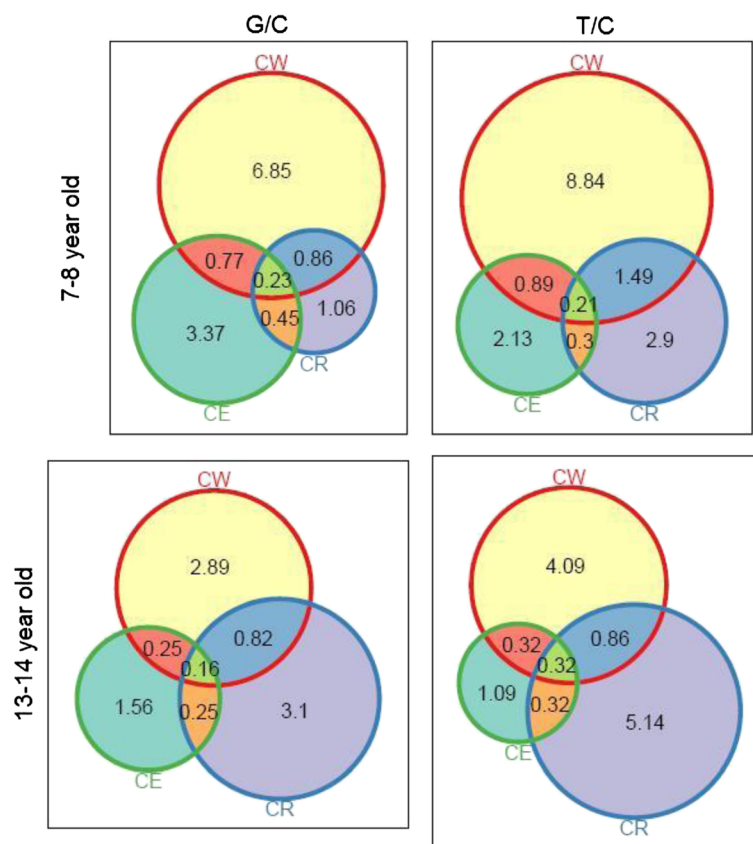 G/C
T/C
7-8 year old
CW
6.85
0.77
0.86
0.23
0.45
1.06
3.37
CR
CE
CW
8.84
0.89
1.49
0.21
0.3
2.13
2.9
CE
CR
13-14 year old
CW
2.89
0.25
0.82
0.16
0.25
1.56
3.1
CE
CR
CW
4.09
0.32
0.86
0.32
0.32
1.09
5.14
CE
CR